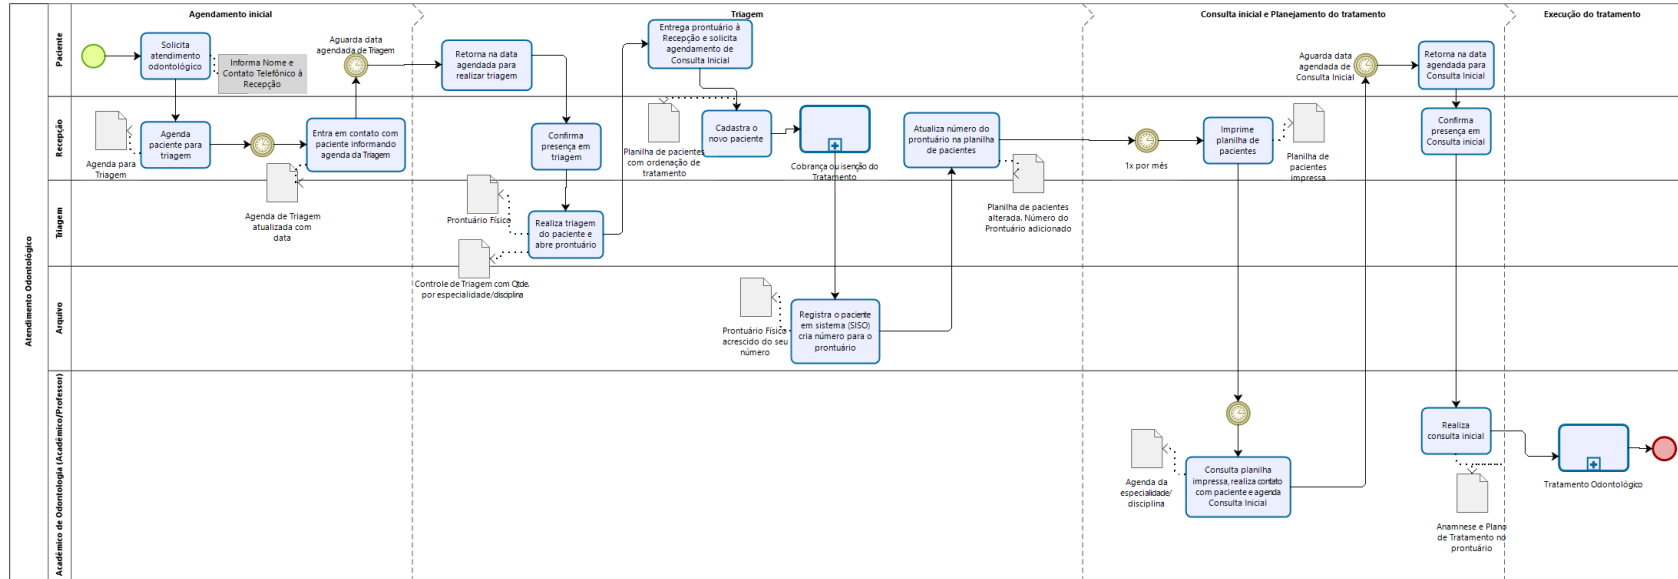 Atendimento Odontológico
Agendamento inicial
Triagem
Consulta inicial e Planejamento do tratamento
Execução do tratamento
Paciente
Solicita
atendimento
odontológico
Informa Nome e
Contato Telefônico à
Recepção
Aguarda data
agendada de Triagem
Retorna na data
agendada para
realizar triagem
Entrega prontuário à
Recepção e solicita
agendamento de
Consulta Inicial
Aguarda data
agendada de
Consulta Inicial
Retorna na data
agendada para
Consulta Inicial
Recepção
Agenda para
Triagem
Agenda
paciente para
triagem
Entra em contato com
paciente informando
agenda da Triagem
Agenda de Triagem
atualizada com
data
Confirma
presença em
triagem
Planilha de pacientes
com ordenação de
tratamento
Cadastra o
novo paciente
Cobrança ou isenção do
Tratamento
Atualiza número do
prontuário na planilha
de pacientes
Planilha de pacientes
alterada. Número do
Prontuário adicionado
1x por mês
Imprime
planilha de
pacientes
Planilha de
pacientes
impressa
Confirma
presença em
Consulta inicial
Triagem
Prontuário Físico
Realiza triagem
do paciente e
abre prontuário
Controle de Triagem com Qtde.
por especialidade/disciplina
Arquivo
Prontuário Físico
acrescido do seu
número
Registra o paciente
em sistema (SISO)
cria número para o
prontuário
Acadêmico de Odontologia (Acadêmico/Professor)
Agenda da
especialidade/
disciplina
Consulta planilha
impressa, realiza contato
com paciente e agenda
Consulta Inicial
Realiza
consulta inicial
Anamnese e Plano
de Tratamento no
prontuário
Tratamento Odontológico